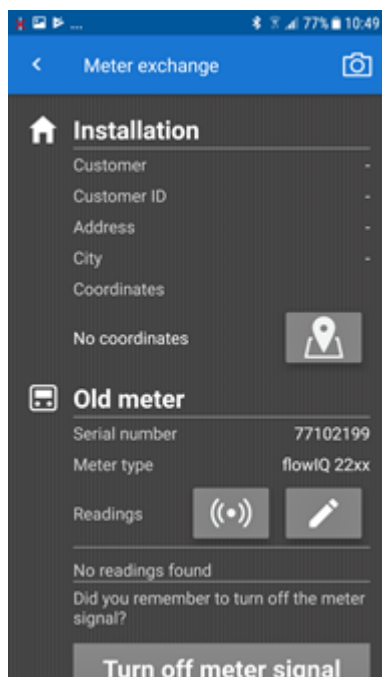 ... 77% 10:49
Meter exchange
Installation
Customer -
Customer ID -
Address -
City -
Coordinates
No coordinates
Old meter
Serial number 77102199
Meter type flowIQ 22xx
Readings
No readings found
Did you remember to turn off the meter
signal?
Turn off meter signal